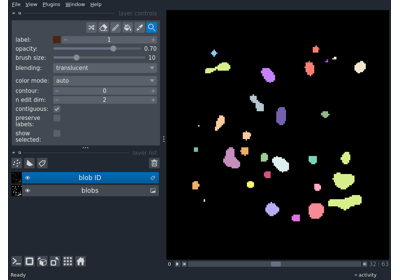 File View Plugins Window Help
layer controls
label: 1
opacity: 0.70
brush size: 10
blending: translucent
color mode: auto
contour: 0
n edit dim: 2
contiguous:
preserve
labels:
show
selected:
layer list
blob ID
blobs
32 63
Ready
activity